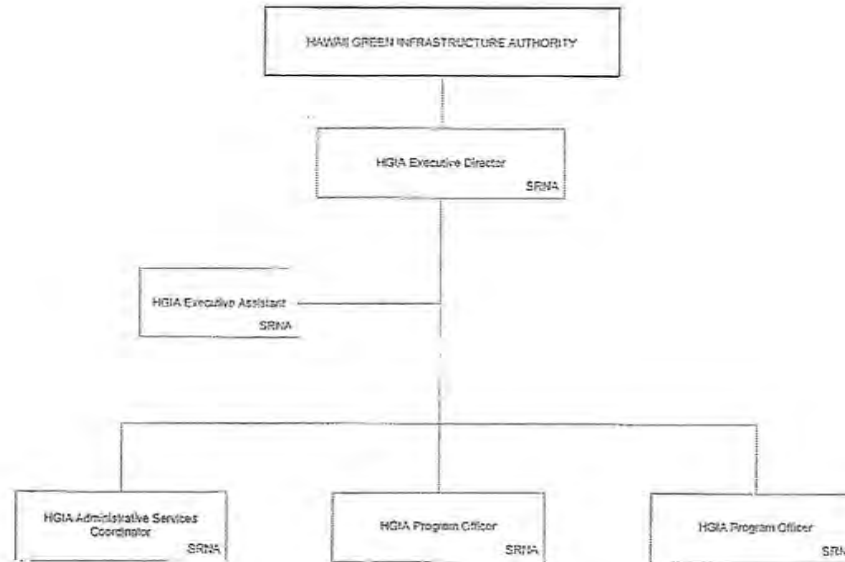 HAWAII GREEN INFRASTRUCTURE AUTHORITY
HGIA Executive Director
SRNA
HGIA Executive Assistant
SRNA
HGIA Administrative Services
Coordinator
SRNA
HGIA Program Officer
SRNA
HGIA Program Officer
SRNA